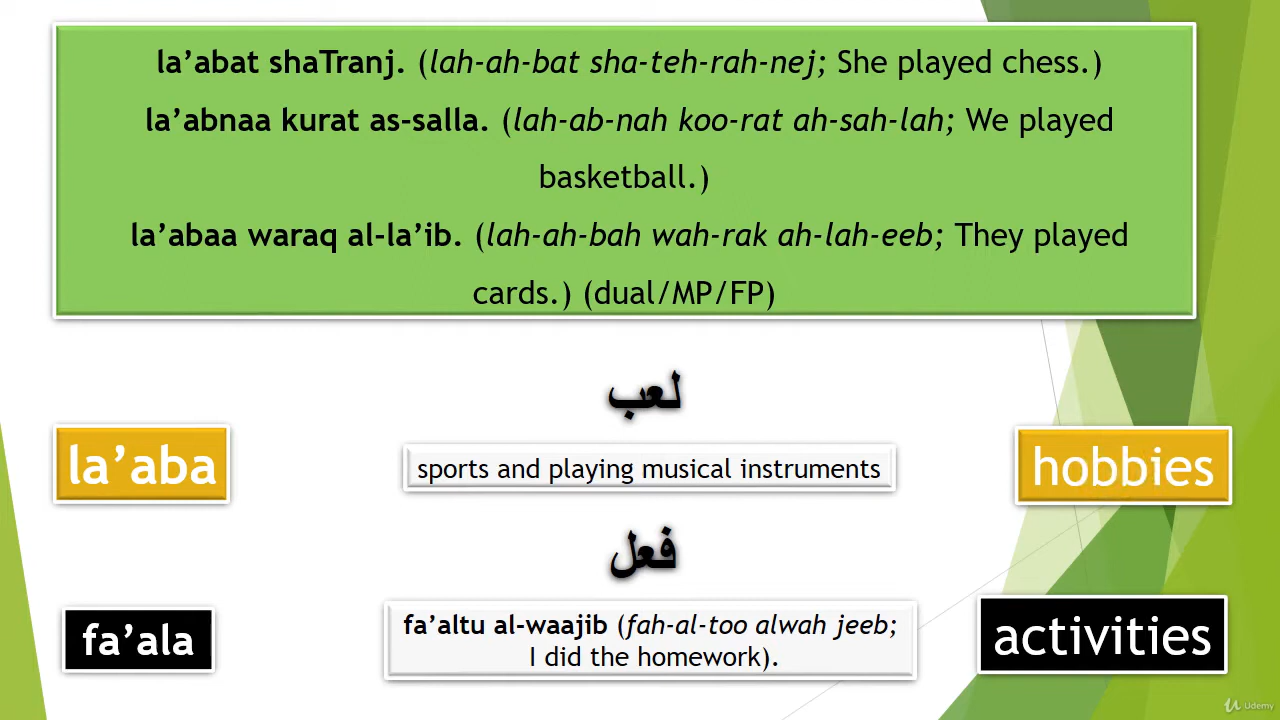 la’abat shaTranj. (lah-ah-bat sha-teh-rah-nej; She played chess.)
la’abnaa kurat as-salla. (lah-ab-nah koo-rat ah-sah-lah; We played
basketball.)
la’abaa waraq al-la’ib. (lah-ah-bah wah-rak ah-lah-eeb; They played
cards.) (dual/MP/FP)
لعب
la’aba
sports and playing musical instruments
hobbies
فعل
fa’ala
fa’altu al-waajib (fah-al-too alwah jeeb;
I did the homework).
activities
Udemy